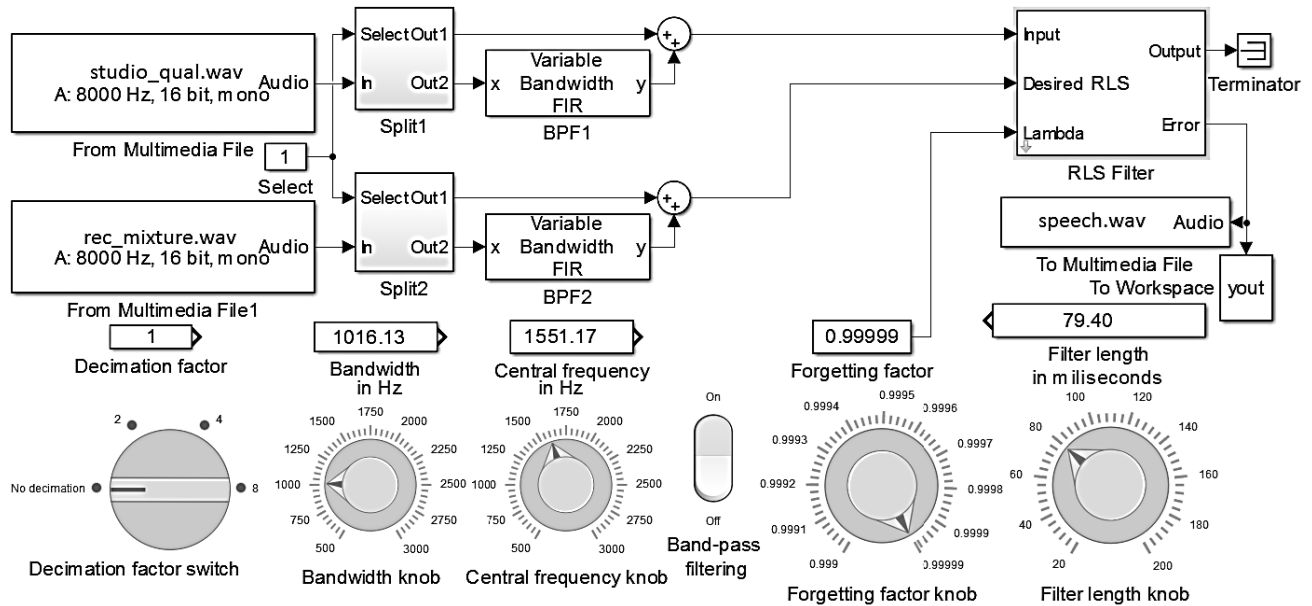 studio_qual.wav
A: 8000 Hz, 16 bit, mono
Audio
From Multimedia File
1
Select
Select
Out1
In
Out2
Split1
Variable
Bandwidth
FIR
x
y
BPF1
+
+
Input
Desired
Lambda
RLS
Output
Error
RLS Filter
Terminator
rec_mixture.wav
A: 8000 Hz, 16 bit, mono
Audio
From Multimedia File1
Select
Out1
In
Out2
Split2
Variable
Bandwidth
FIR
x
y
BPF2
+
+
speech.wav
Audio
To Multimedia File
To Workspace
yout
1
Decimation factor
1016.13
Bandwidth
in Hz
1551.17
Central frequency
in Hz
0.99999
Forgetting factor
79.40
Filter length
in miliseconds
No decimation
2
4
8
Decimation factor switch
500
750
1000
1250
1500
1750
2000
2250
2500
2750
3000
Bandwidth knob
500
750
1000
1250
1500
1750
2000
2250
2500
2750
3000
Central frequency knob
On
Off
Band-pass
filtering
0.999
0.9991
0.9992
0.9993
0.9994
0.9995
0.9996
0.9997
0.9998
0.9999
0.99999
Forgetting factor knob
20
40
60
80
100
120
140
160
180
200
Filter length knob